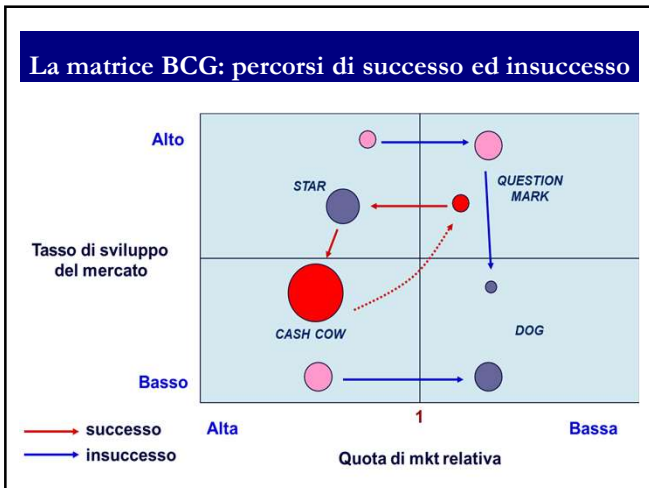 La matrice BCG: percorsi di successo ed insuccesso
Alto
STAR
QUESTION
MARK
Tasso di sviluppo
del mercato
CASH COW
DOG
Basso
1
Alta
Bassa
successo
insuccesso
Quota di mkt relativa